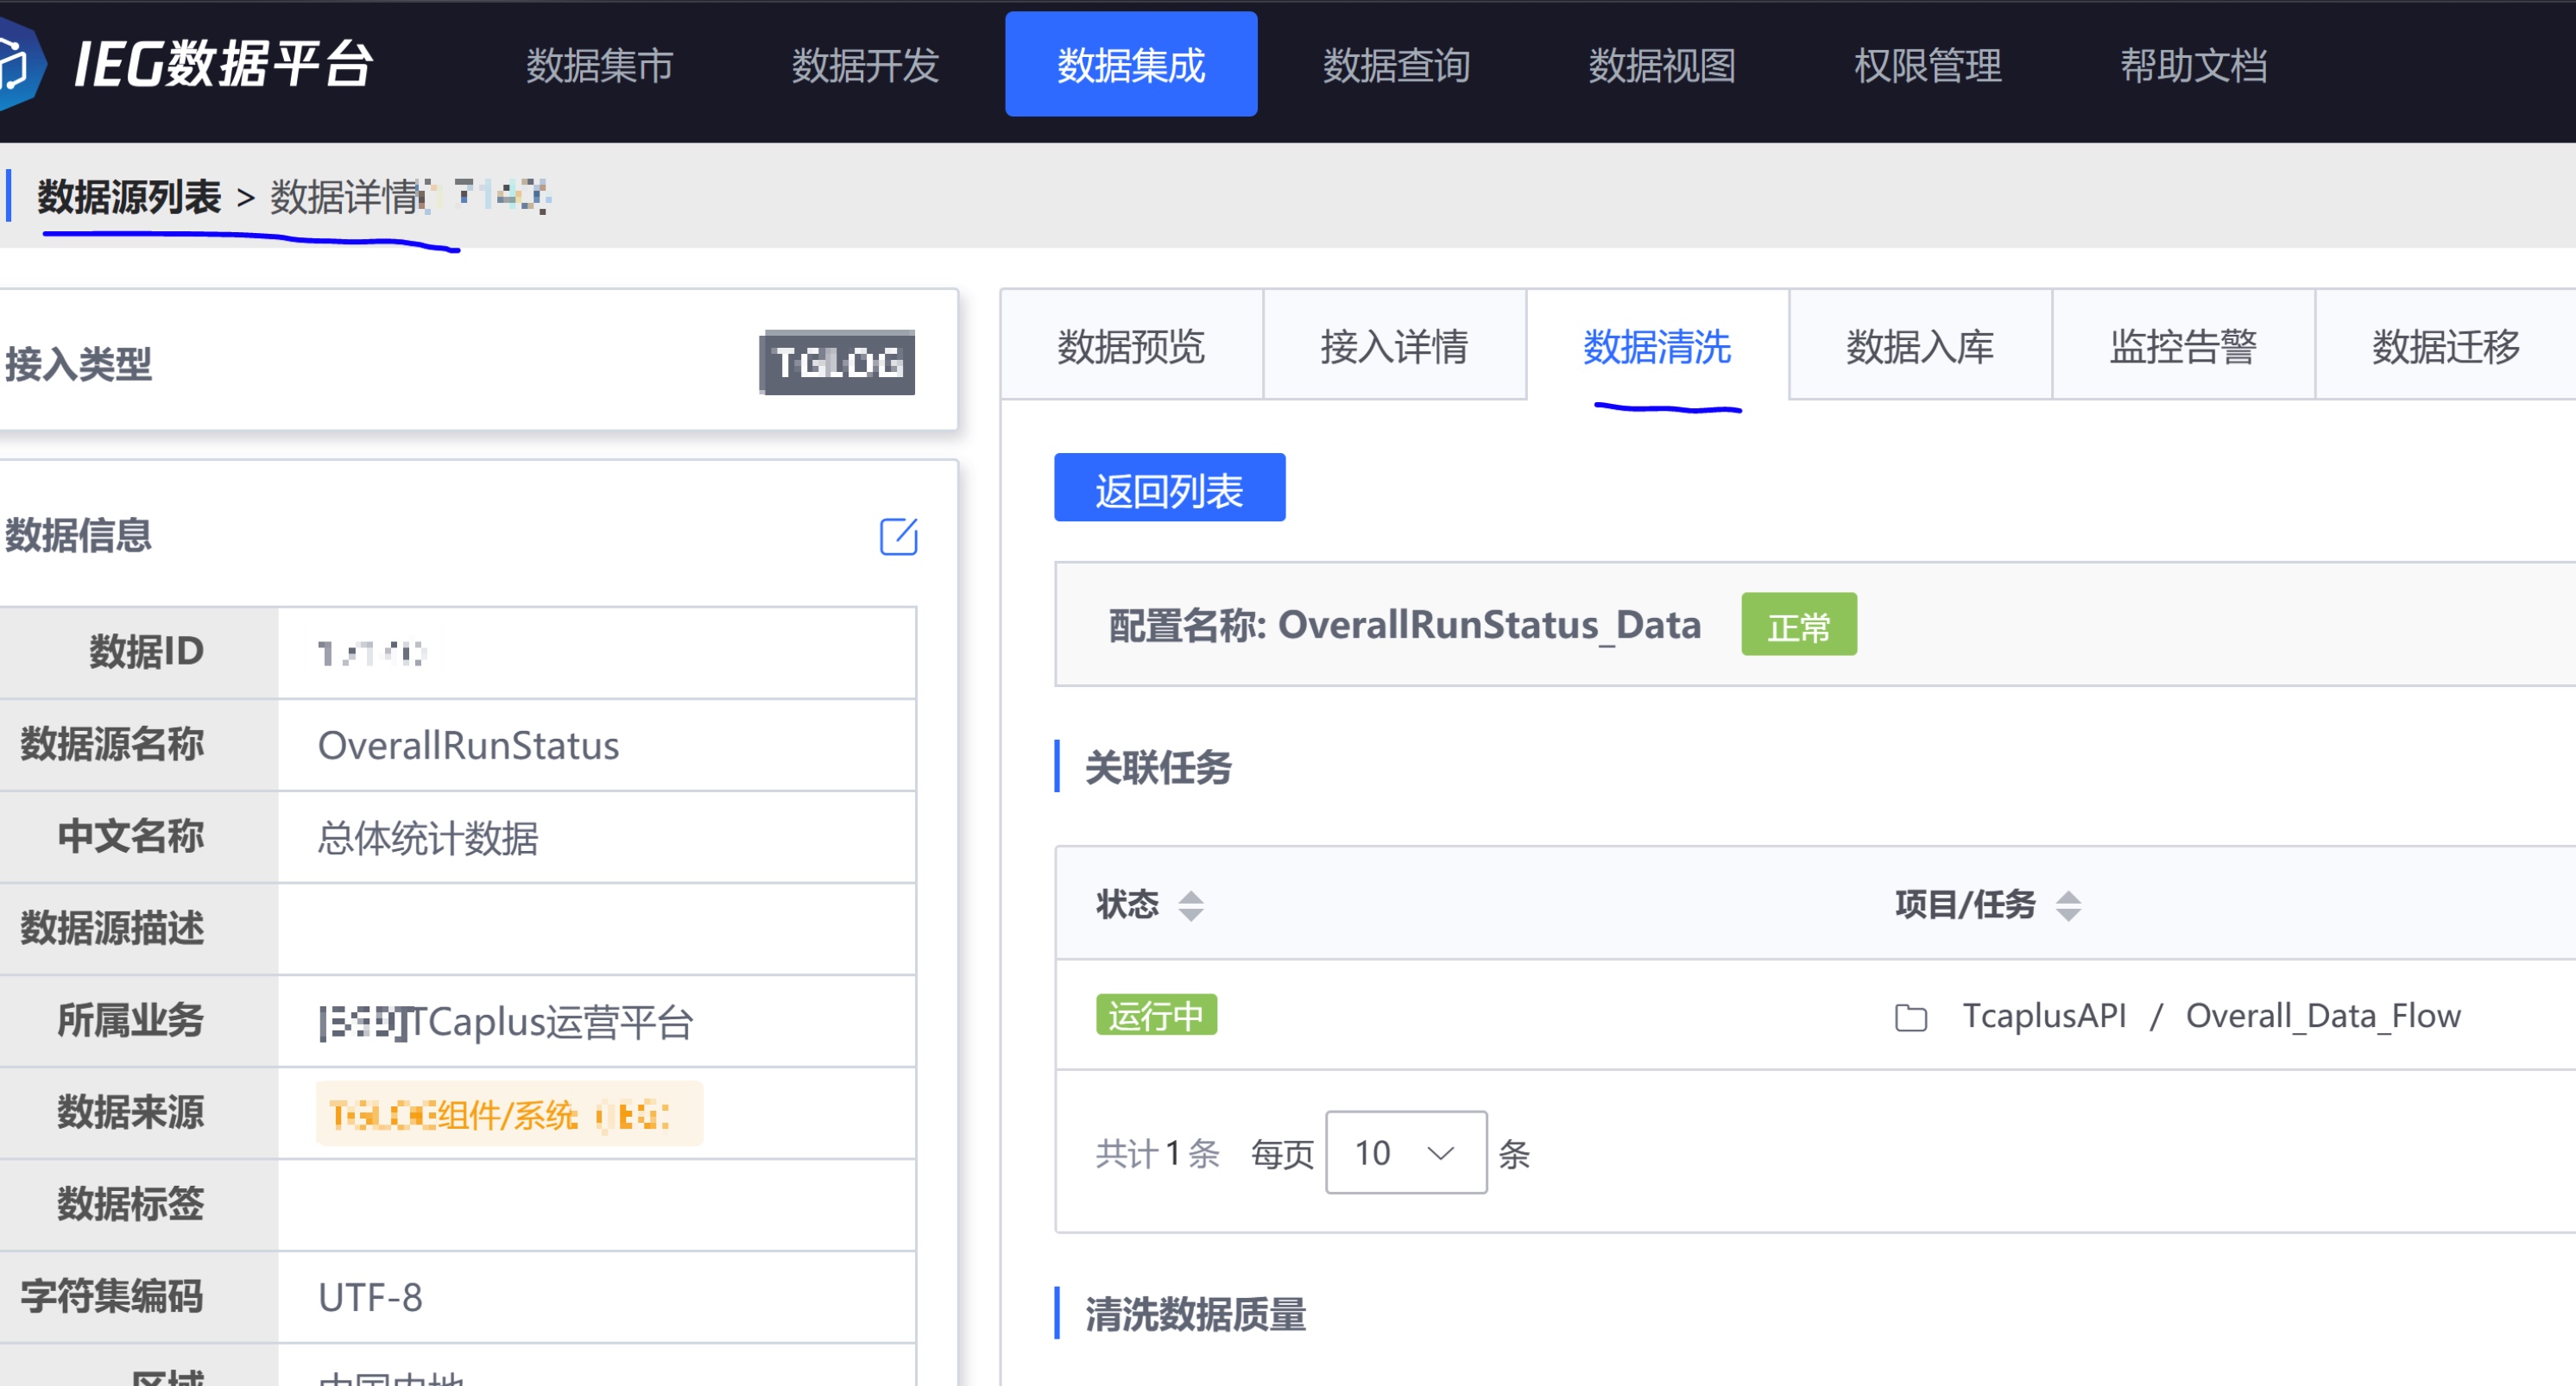 IEG数据平台 数据集市 数据开发 数据集成 数据查询 数据视图 权限管理 帮助文档
数据源列表 > 数据详情
接入类型
数据信息
数据ID
数据源名称 OverallRunStatus
中文名称 总体统计数据
数据源描述
所属业务 TCaplus运营平台
数据来源 组件/系统
数据标签
字符集编码 UTF-8
区域 中国内地
数据预览 接入详情 数据清洗 数据入库 监控告警 数据迁移
返回列表
配置名称: OverallRunStatus_Data 正常
关联任务
状态 项目/任务
运行中 TcaplusAPI / Overall_Data_Flow
共计 1 条 每页 10 条
清洗数据质量